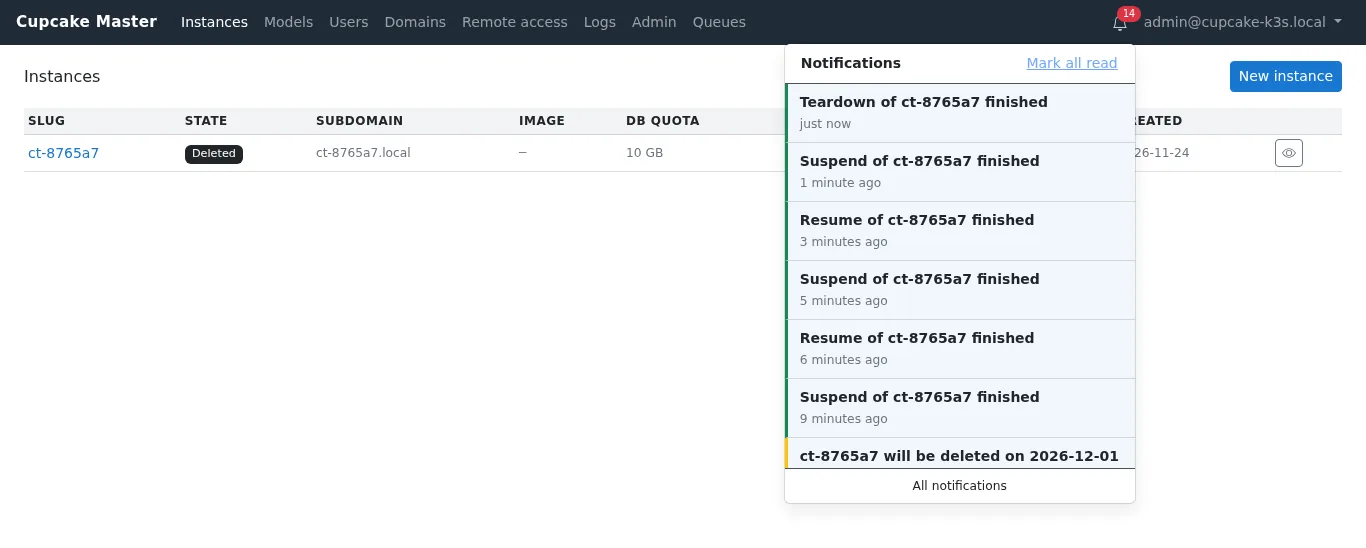 Cupcake Master Instances Models Users Domains Remote access Logs Admin Queues 14 admin@cupcake-k3s.local
Instances
New instance
SLUG STATE SUBDOMAIN IMAGE DB QUOTA EATED
ct-8765a7 Deleted ct-8765a7.local — 10 GB 26-11-24
Notifications Mark all read
Teardown of ct-8765a7 finished
just now
Suspend of ct-8765a7 finished
1 minute ago
Resume of ct-8765a7 finished
3 minutes ago
Suspend of ct-8765a7 finished
5 minutes ago
Resume of ct-8765a7 finished
6 minutes ago
Suspend of ct-8765a7 finished
9 minutes ago
ct-8765a7 will be deleted on 2026-12-01
All notifications